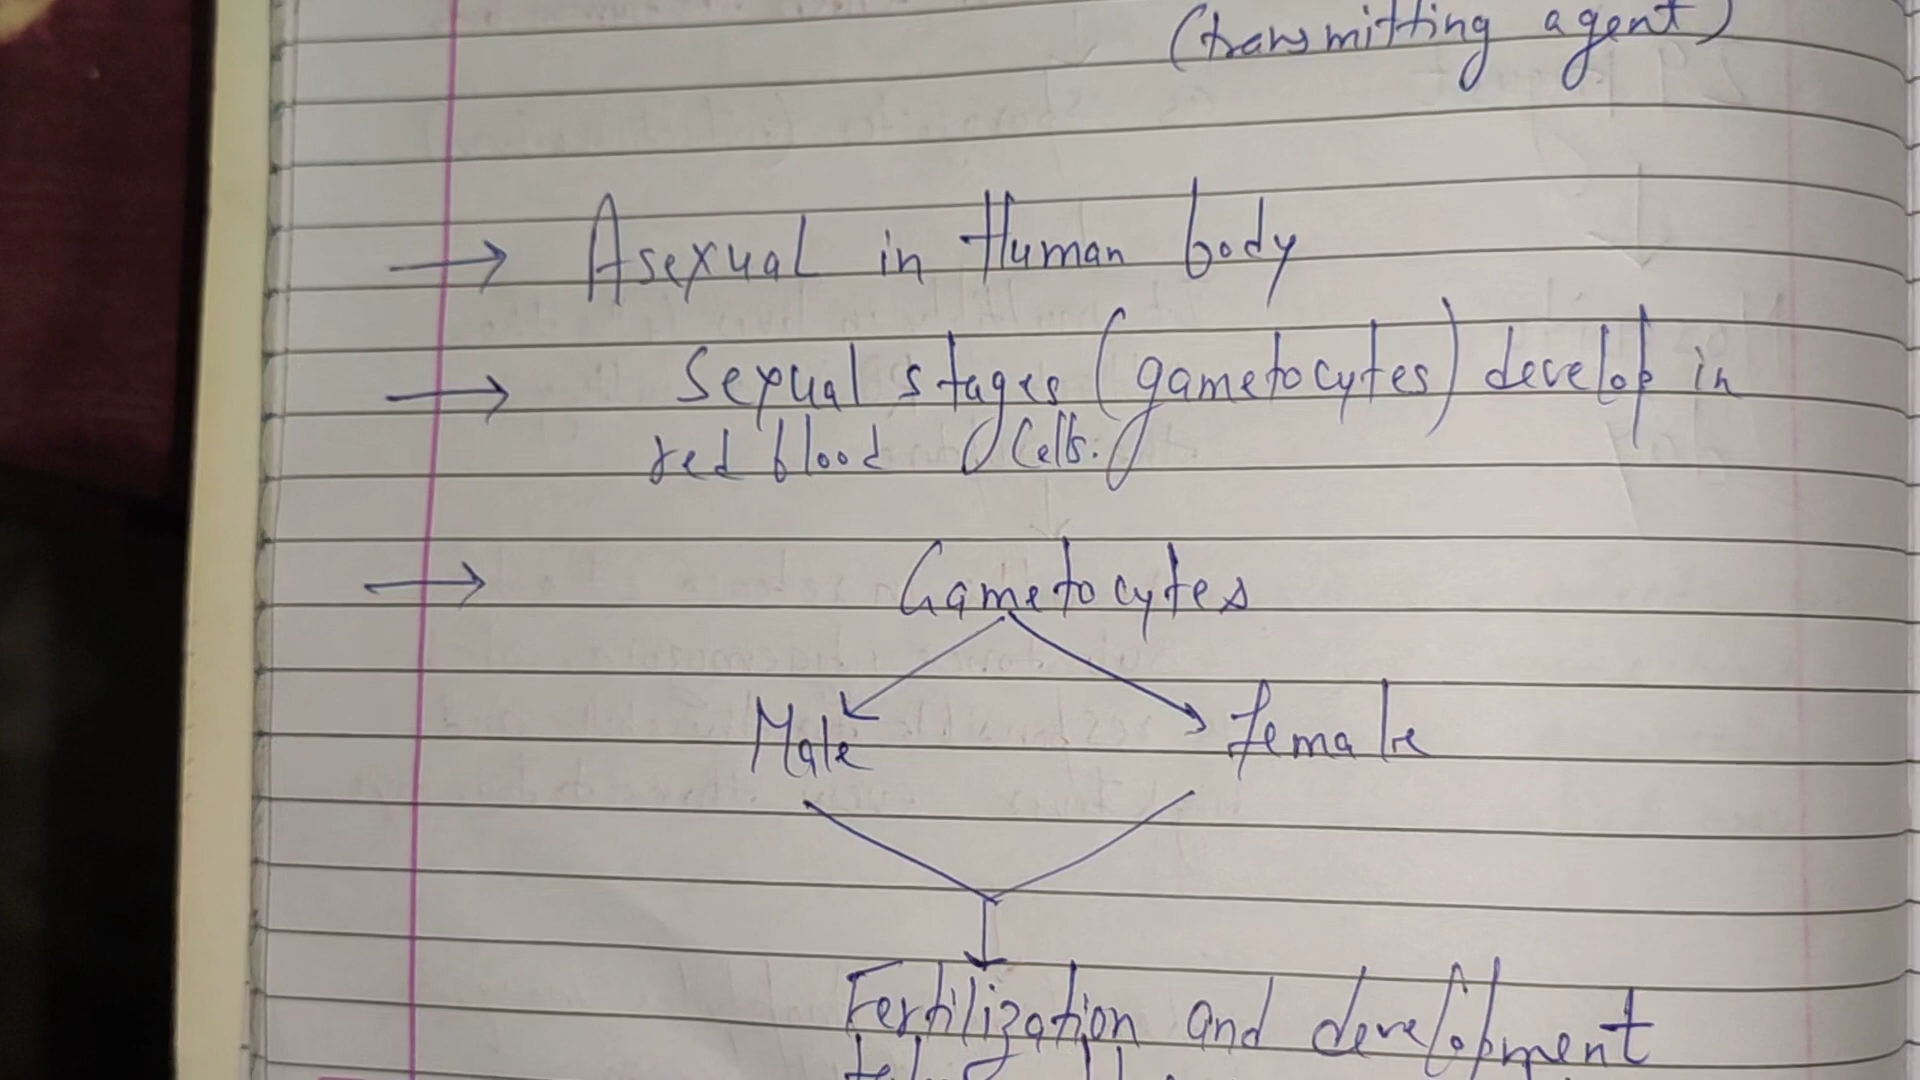 (transmitting agent)
→ Asexual in Human body
→ Sexual stages (gametocytes) develop in
red blood cells.
→ Gametocytes
Male female
Fertilization and development